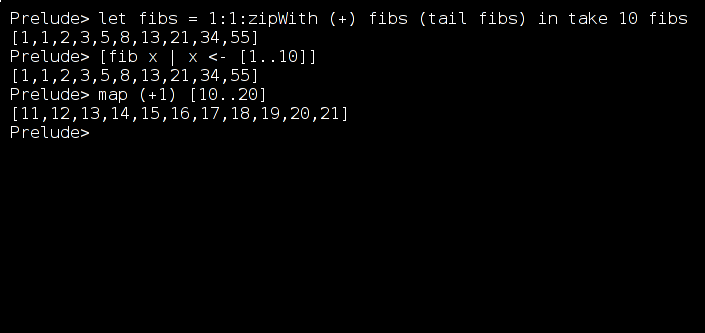 Prelude> let fibs = 1:1:zipWith (+) fibs (tail fibs) in take 10 fibs
[1,1,2,3,5,8,13,21,34,55]
Prelude> [fib x | x <- [1..10]]
[1,1,2,3,5,8,13,21,34,55]
Prelude> map (+1) [10..20]
[11,12,13,14,15,16,17,18,19,20,21]
Prelude>